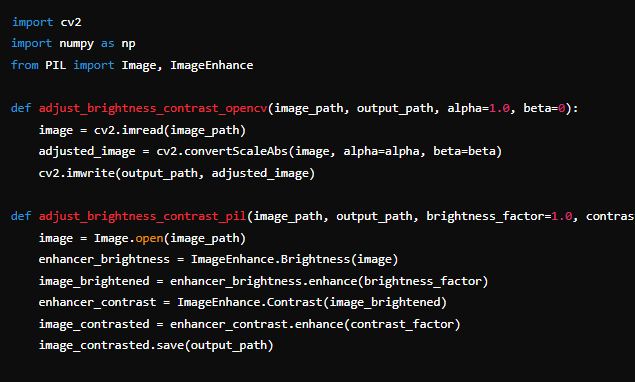 import cv2
import numpy as np
from PIL import Image, ImageEnhance

def adjust_brightness_contrast_opencv(image_path, output_path, alpha=1.0, beta=0):
    image = cv2.imread(image_path)
    adjusted_image = cv2.convertScaleAbs(image, alpha=alpha, beta=beta)
    cv2.imwrite(output_path, adjusted_image)

def adjust_brightness_contrast_pil(image_path, output_path, brightness_factor=1.0, contras
    image = Image.open(image_path)
    enhancer_brightness = ImageEnhance.Brightness(image)
    image_brightened = enhancer_brightness.enhance(brightness_factor)
    enhancer_contrast = ImageEnhance.Contrast(image_brightened)
    image_contrasted = enhancer_contrast.enhance(contrast_factor)
    image_contrasted.save(output_path)